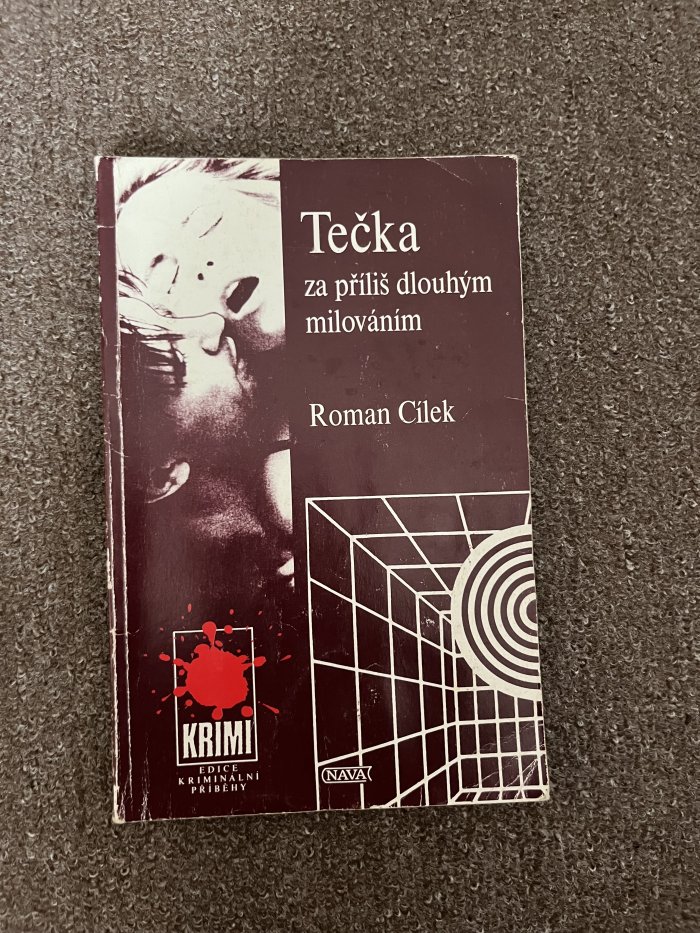 Tečka
za příliš dlouhým
milováním
Roman Cílek
KRIMI
EDICE
KRIMINÁLNÍ
PŘÍBĚHY
NAVA